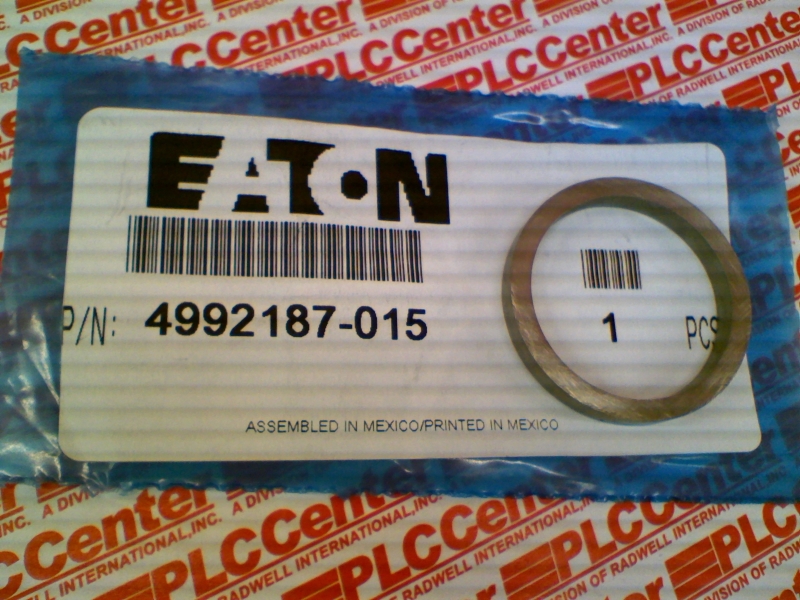 EATON
P/N: 4992187-015
1 PCS
ASSEMBLED IN MEXICO/PRINTED IN MEXICO
PLCCenter
A DIVISION OF RADWELL INTERNATIONAL, INC.